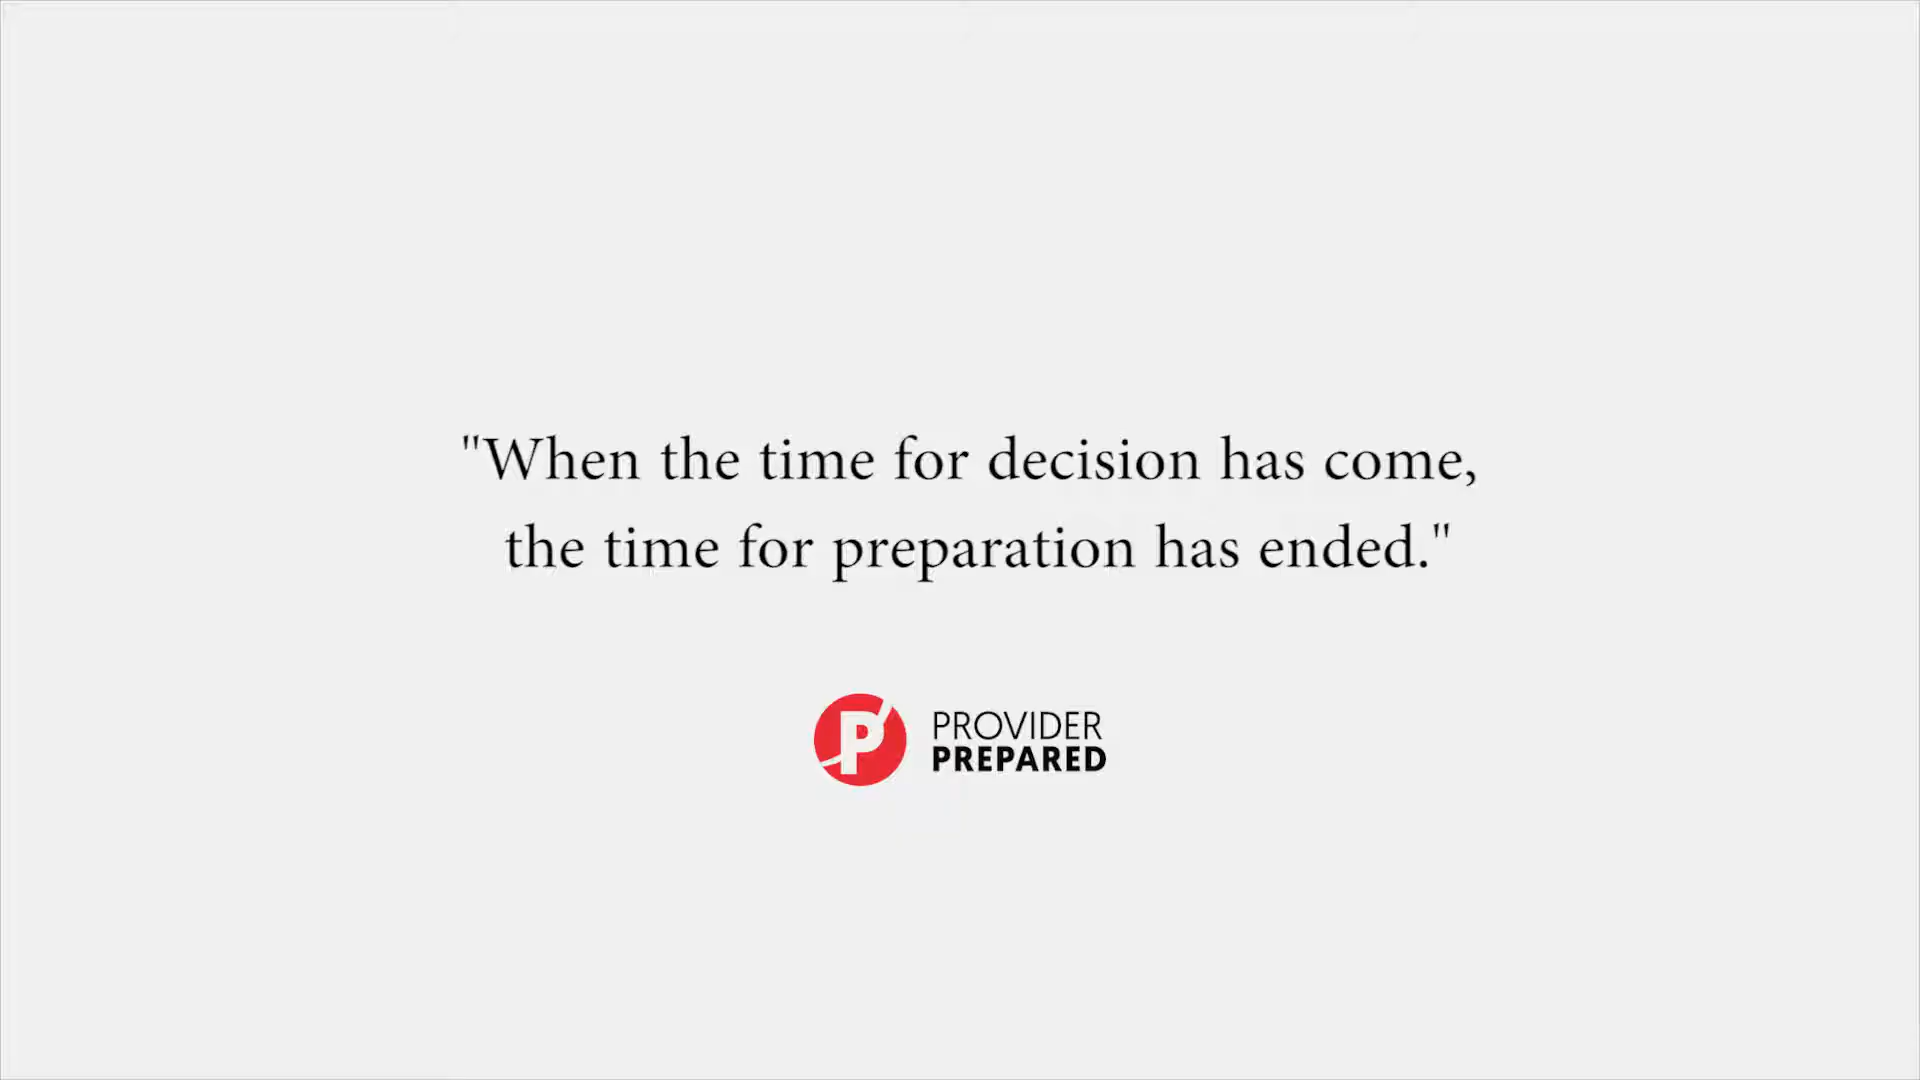 "When the time for decision has come,
the time for preparation has ended."
P
PROVIDER
PREPARED